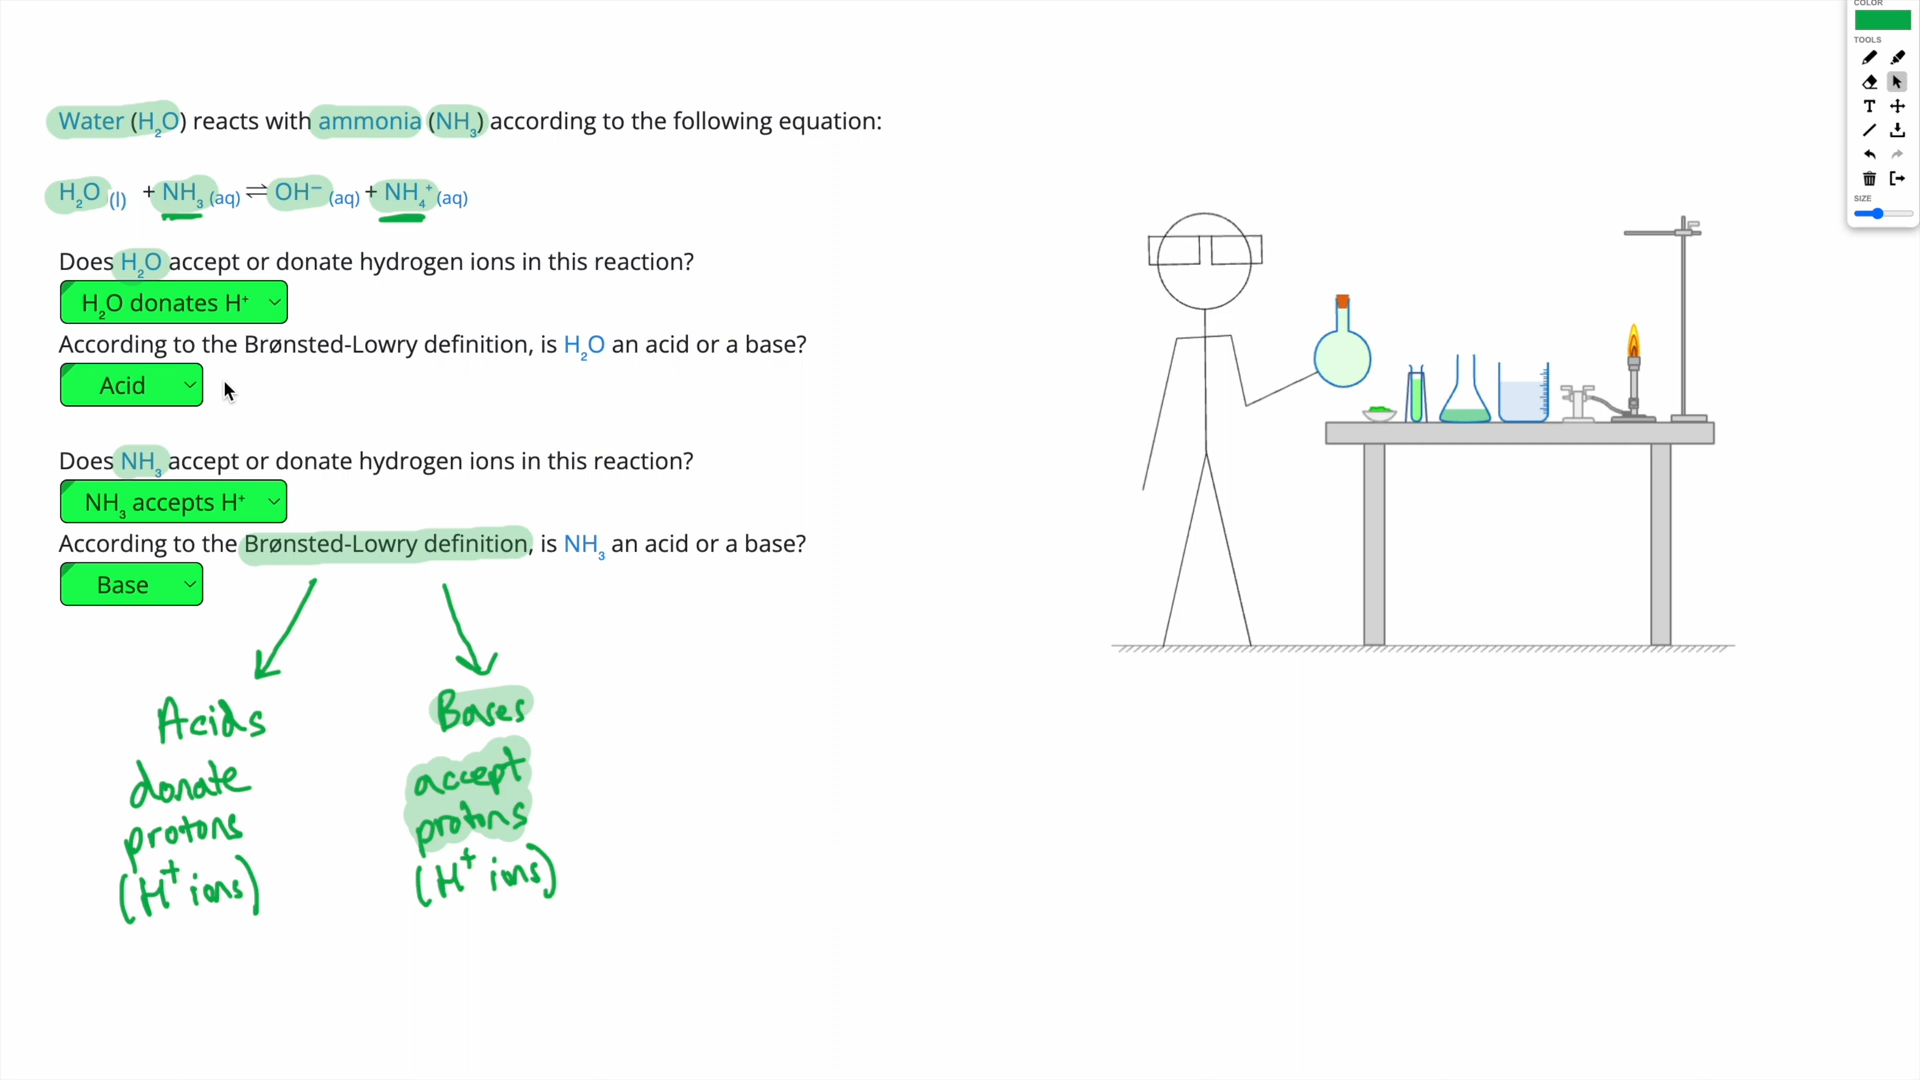 COLOR
TOOLS
T
SIZE
Water (H₂O) reacts with ammonia (NH₃) according to the following equation:
H₂O (l) + NH₃ (aq) ⇌ OH⁻ (aq) + NH₄⁺ (aq)
Does H₂O accept or donate hydrogen ions in this reaction?
H₂O donates H⁺
According to the Brønsted-Lowry definition, is H₂O an acid or a base?
Acid
Does NH₃ accept or donate hydrogen ions in this reaction?
NH₃ accepts H⁺
According to the Brønsted-Lowry definition, is NH₃ an acid or a base?
Base
Acids
donate
protons
(H⁺ ions)
Bases
accept
protons
(H⁺ ions)